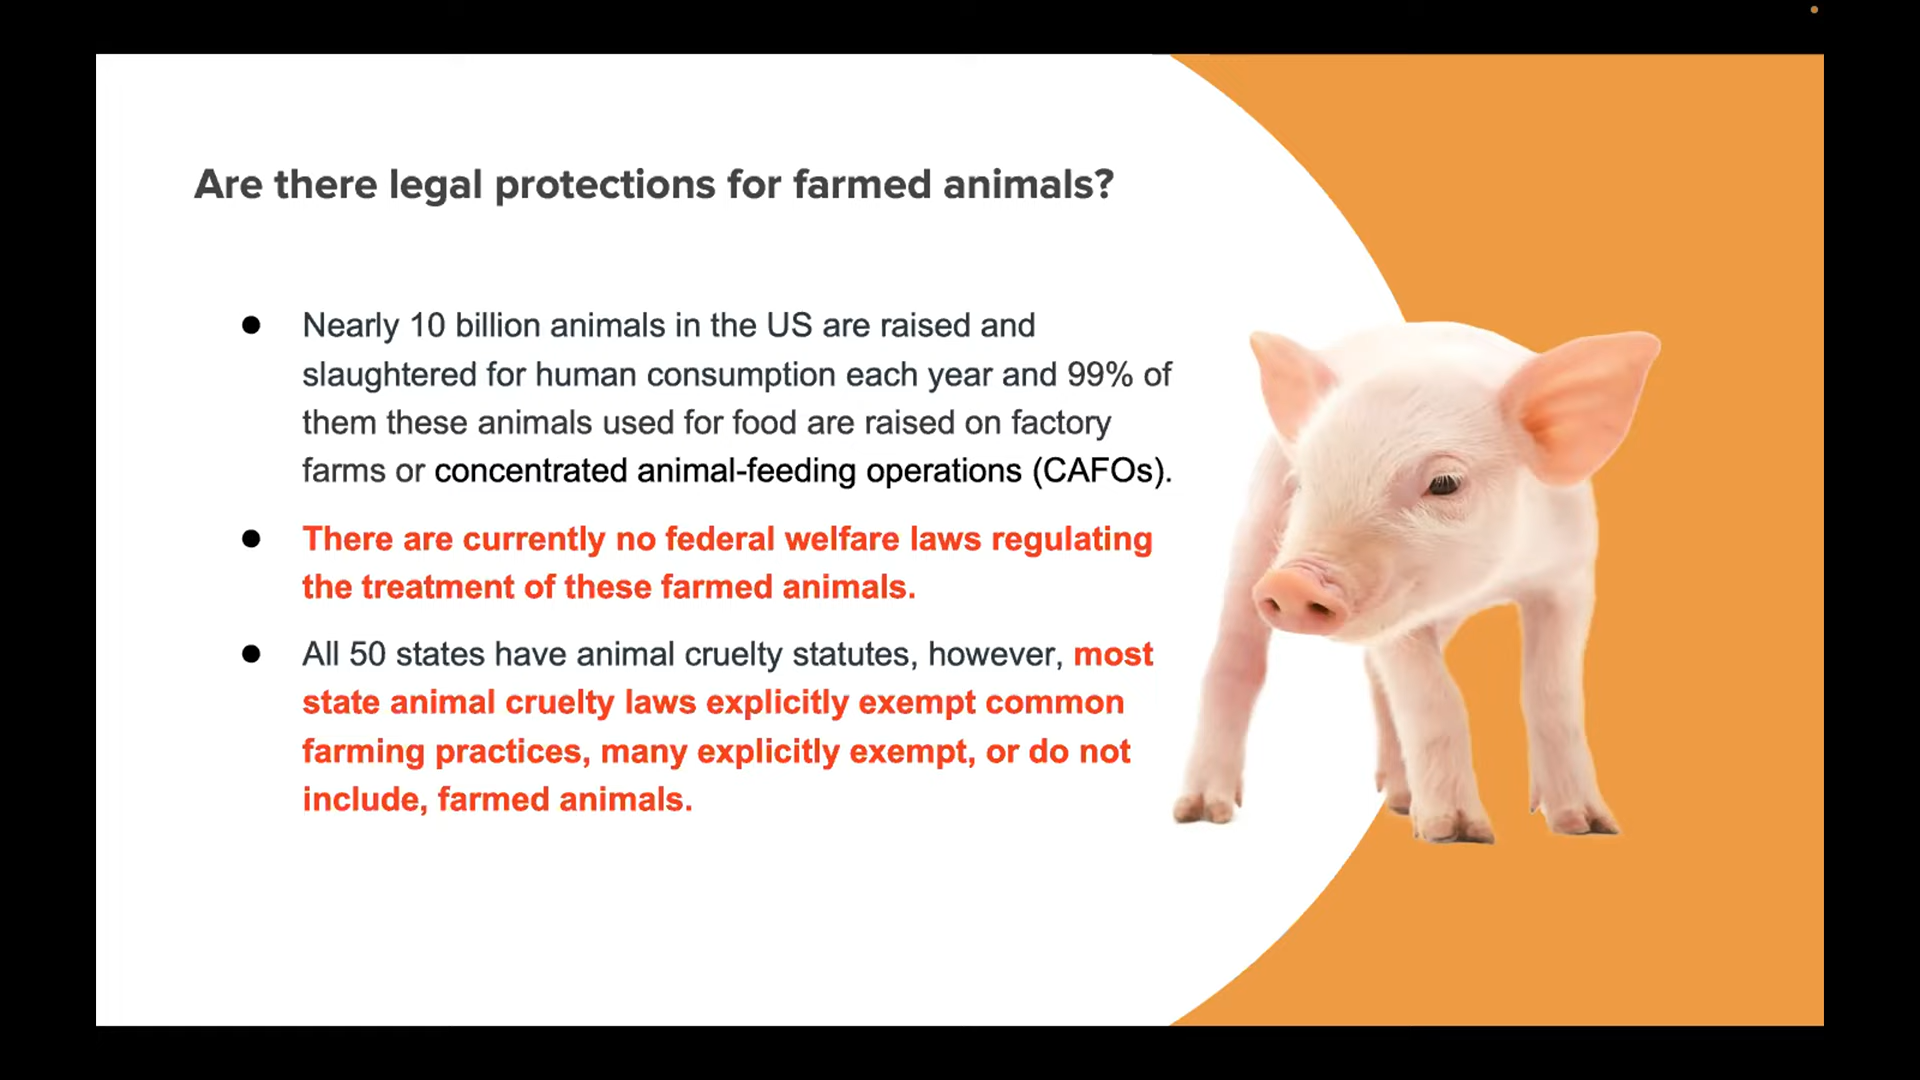 Are there legal protections for farmed animals?
● Nearly 10 billion animals in the US are raised and
slaughtered for human consumption each year and 99% of
them these animals used for food are raised on factory
farms or concentrated animal-feeding operations (CAFOs).
● There are currently no federal welfare laws regulating
the treatment of these farmed animals.
● All 50 states have animal cruelty statutes, however, most
state animal cruelty laws explicitly exempt common
farming practices, many explicitly exempt, or do not
include, farmed animals.